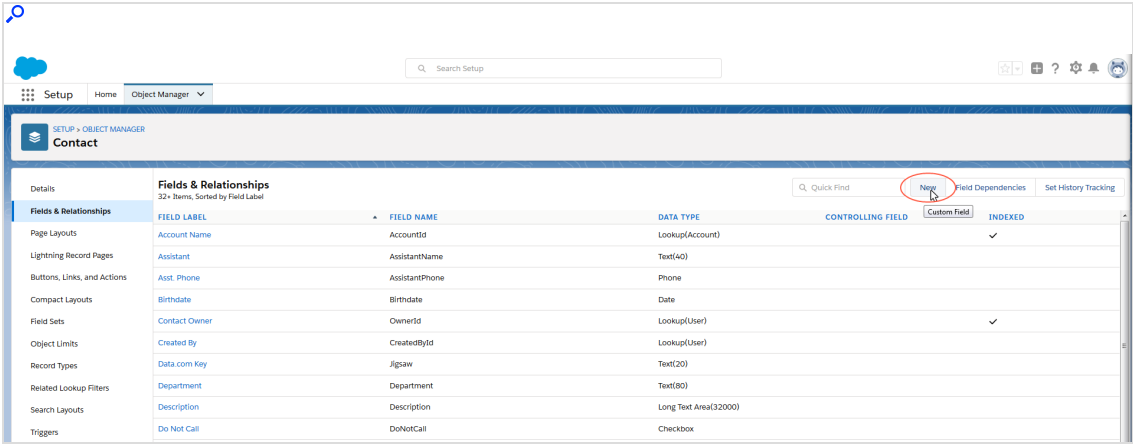 Search Setup
?
Setup Home Object Manager
SETUP > OBJECT MANAGER
Contact
Details
Fields & Relationships
Page Layouts
Lightning Record Pages
Buttons, Links, and Actions
Compact Layouts
Field Sets
Object Limits
Record Types
Related Lookup Filters
Search Layouts
Triggers
Fields & Relationships
32+ Items, Sorted by Field Label
Quick Find New Field Dependencies Set History Tracking
Custom Field
FIELD LABEL FIELD NAME DATA TYPE CONTROLLING FIELD INDEXED
Account Name AccountId Lookup(Account)
Assistant AssistantName Text(40)
Asst. Phone AssistantPhone Phone
Birthdate Birthdate Date
Contact Owner OwnerId Lookup(User)
Created By CreatedById Lookup(User)
Data.com Key Jigsaw Text(20)
Department Department Text(80)
Description Description Long Text Area(32000)
Do Not Call DoNotCall Checkbox